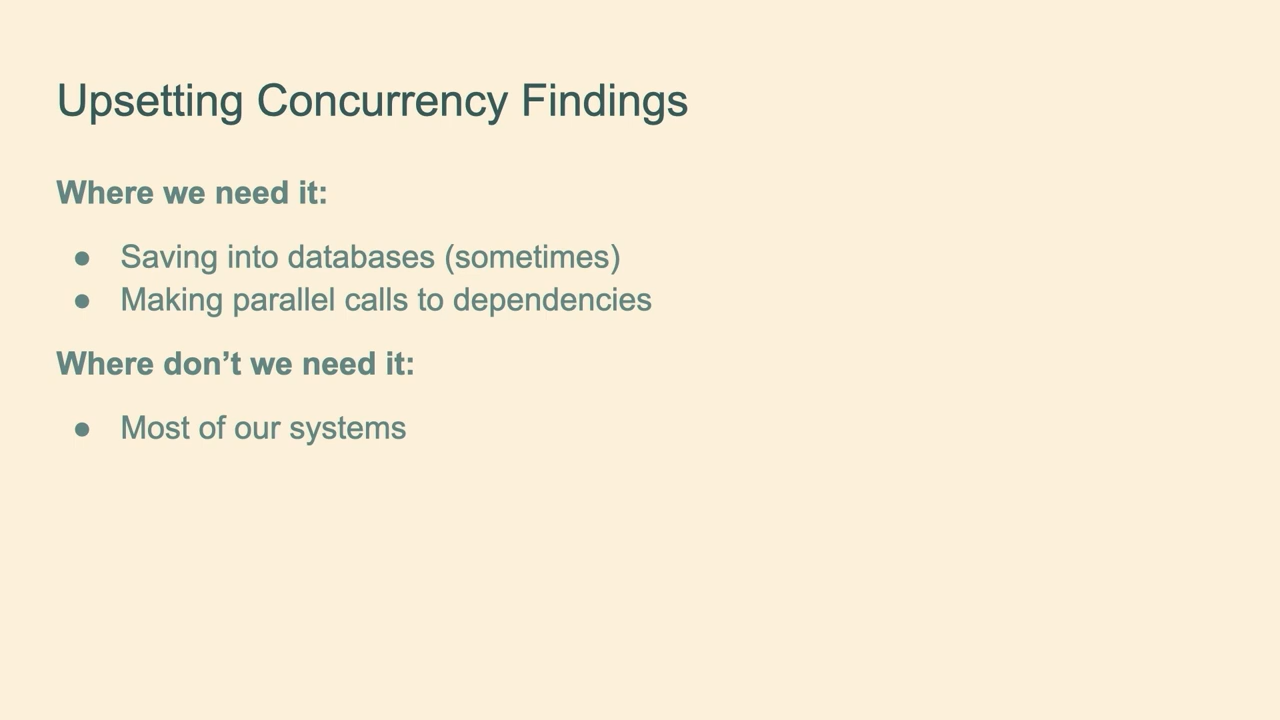 Upsetting Concurrency Findings
Where we need it:
● Saving into databases (sometimes)
● Making parallel calls to dependencies
Where don’t we need it:
● Most of our systems